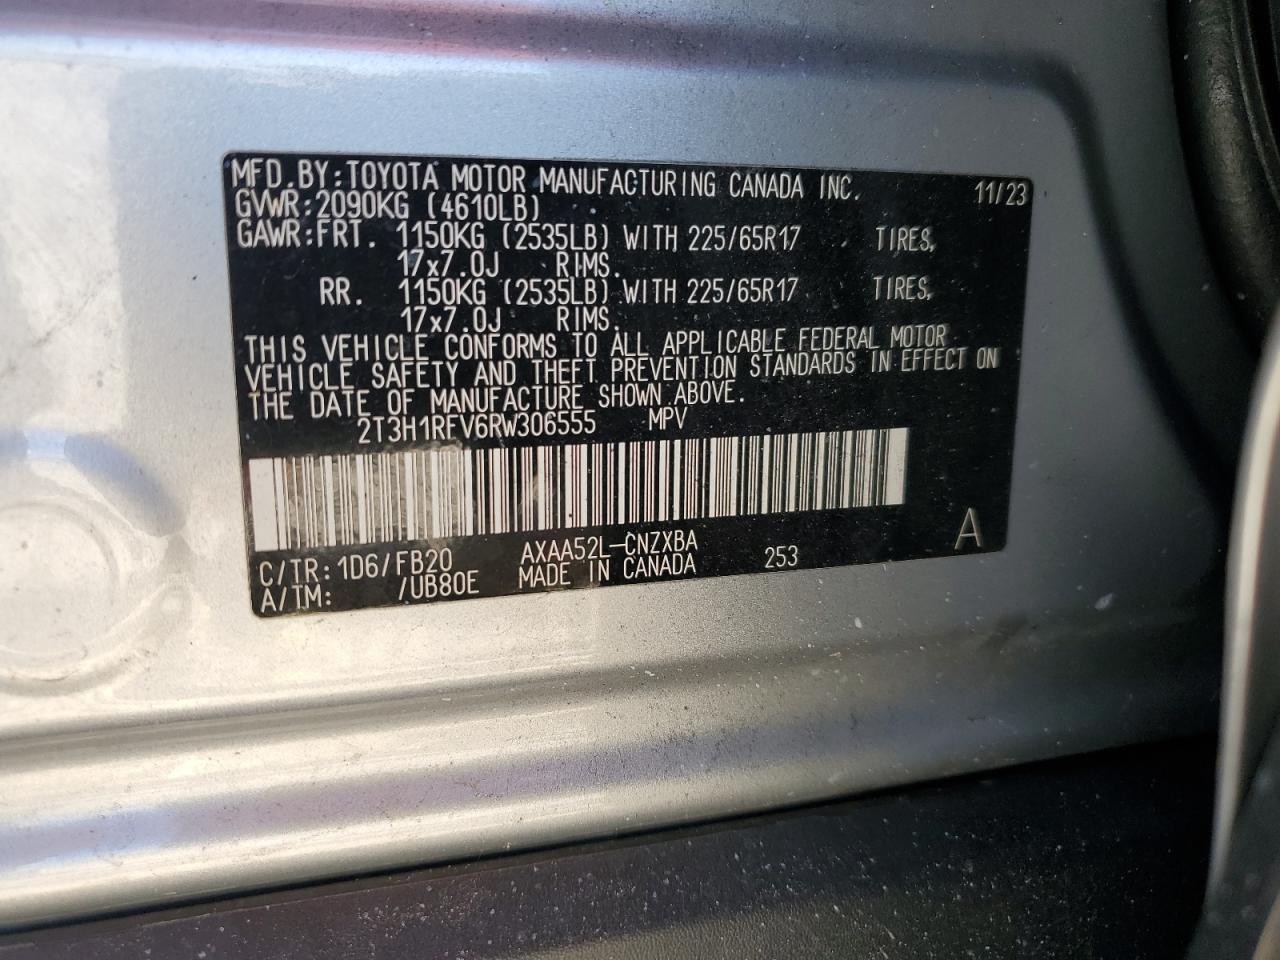 MFD.BY:TOYOTA MOTOR MANUFACTURING CANADA INC. 11/23
GVWR:2090KG (4610LB)
GAWR:FRT. 1150KG (2535LB) WITH 225/65R17 TIRES,
17x7.0J RIMS.
RR. 1150KG (2535LB) WITH 225/65R17 TIRES,
17x7.0J RIMS.
THIS VEHICLE CONFORMS TO ALL APPLICABLE FEDERAL MOTOR
VEHICLE SAFETY AND THEFT PREVENTION STANDARDS IN EFFECT ON
THE DATE OF MANUFACTURE SHOWN ABOVE.
2T3H1RFV6RW306555 MPV
C/TR:1D6/FB20 AXAA52L-CNZXBA 253 A
A/TM: /UB80E MADE IN CANADA